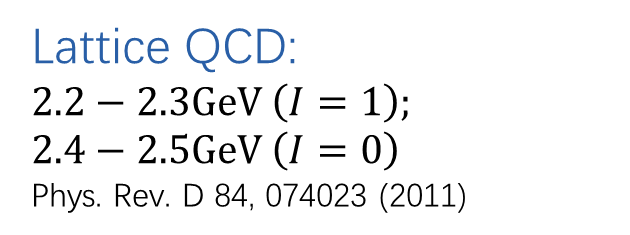 Lattice QCD:
2.2 − 2.3GeV (I = 1);
2.4 − 2.5GeV (I = 0)
Phys. Rev. D 84, 074023 (2011)